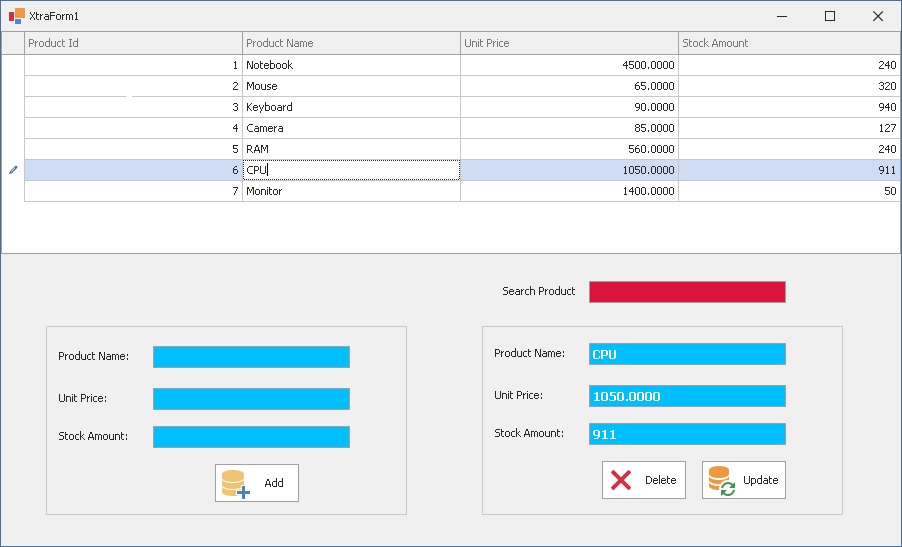 XtraForm1
Product Id Product Name Unit Price Stock Amount
1 Notebook 4500.0000 240
2 Mouse 65.0000 320
3 Keyboard 90.0000 940
4 Camera 85.0000 127
5 RAM 560.0000 240
6 CPU 1050.0000 911
7 Monitor 1400.0000 50
Search Product
Product Name:
Unit Price:
Stock Amount:
Add
Product Name: CPU
Unit Price: 1050.0000
Stock Amount: 911
Delete Update